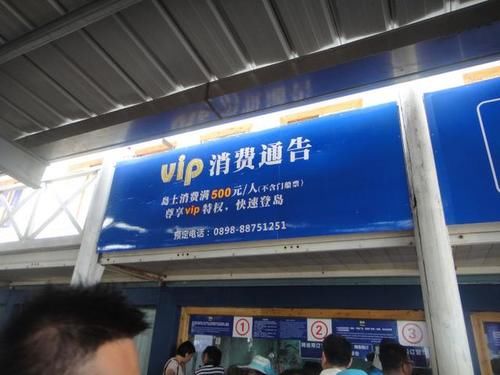 vip 消费通告
岛上消费满500元/人(不含门船票)
尊享vip 特权，快速登岛
预定电话：0898-88751251
1
2
3